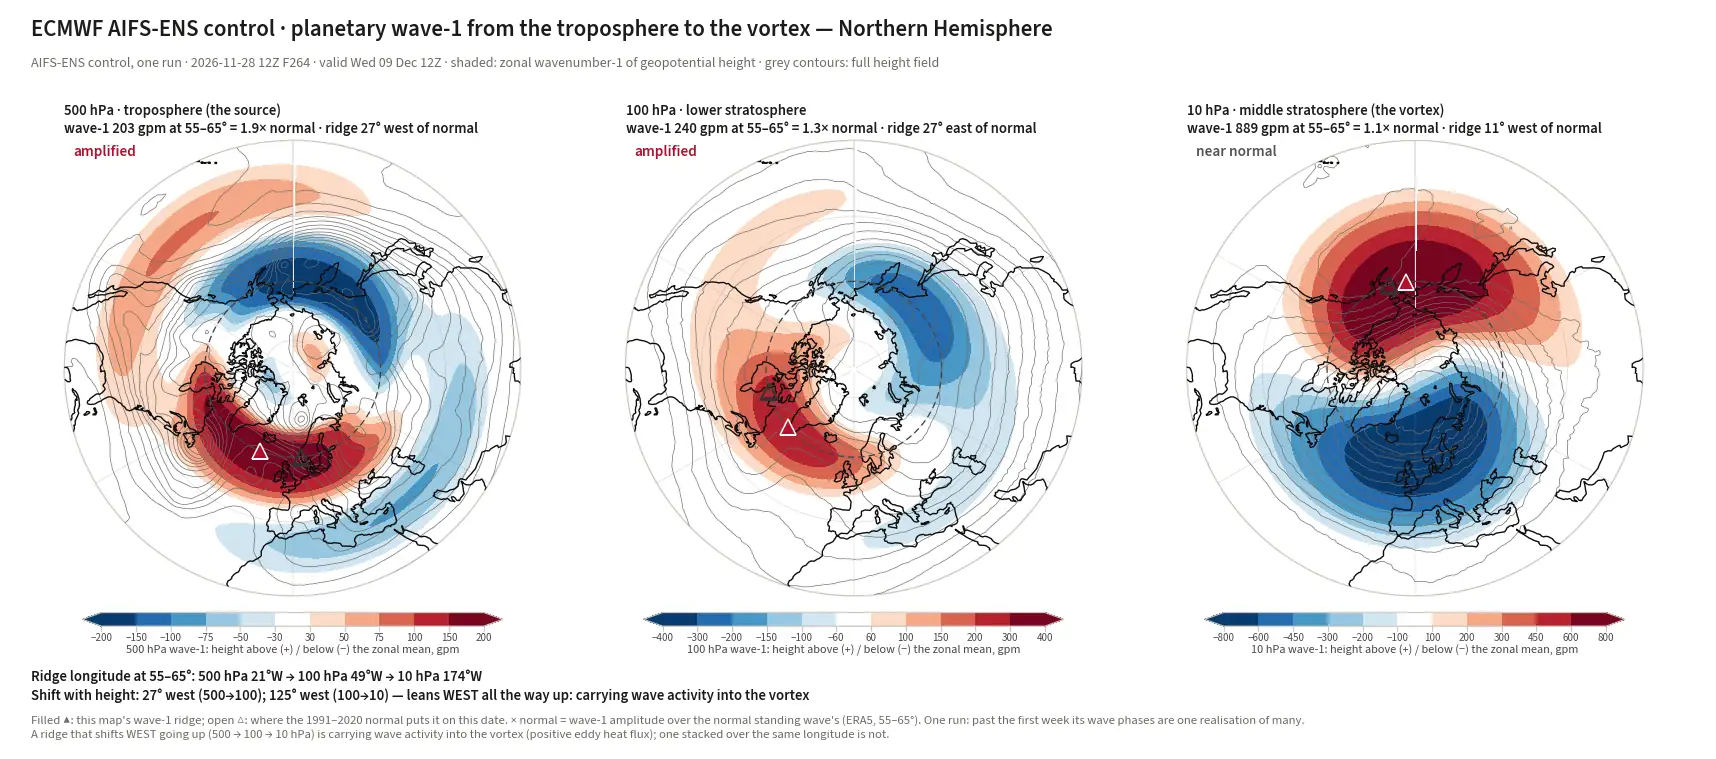 ECMWF AIFS-ENS control · planetary wave-1 from the troposphere to the vortex — Northern Hemisphere
AIFS-ENS control, one run · 2026-11-28 12Z F264 · valid Wed 09 Dec 12Z · shaded: zonal wavenumber-1 of geopotential height · grey contours: full height field
500 hPa · troposphere (the source)
wave-1 203 gpm at 55–65° = 1.9× normal · ridge 27° west of normal
amplified
100 hPa · lower stratosphere
wave-1 240 gpm at 55–65° = 1.3× normal · ridge 27° east of normal
amplified
10 hPa · middle stratosphere (the vortex)
wave-1 889 gpm at 55–65° = 1.1× normal · ridge 11° west of normal
near normal
−200 −150 −100 −75 −50 −30 30 50 75 100 150 200
500 hPa wave-1: height above (+) / below (−) the zonal mean, gpm
−400 −300 −200 −150 −100 −60 60 100 150 200 300 400
100 hPa wave-1: height above (+) / below (−) the zonal mean, gpm
−800 −600 −450 −300 −200 −100 100 200 300 450 600 800
10 hPa wave-1: height above (+) / below (−) the zonal mean, gpm
Ridge longitude at 55–65°: 500 hPa 21°W → 100 hPa 49°W → 10 hPa 174°W
Shift with height: 27° west (500→100); 125° west (100→10) — leans WEST all the way up: carrying wave activity into the vortex
Filled ▲: this map's wave-1 ridge; open △: where the 1991–2020 normal puts it on this date. × normal = wave-1 amplitude over the normal standing wave's (ERA5, 55–65°). One run: past the first week its wave phases are one realisation of many.
A ridge that shifts WEST going up (500 → 100 → 10 hPa) is carrying wave activity into the vortex (positive eddy heat flux); one stacked over the same longitude is not.